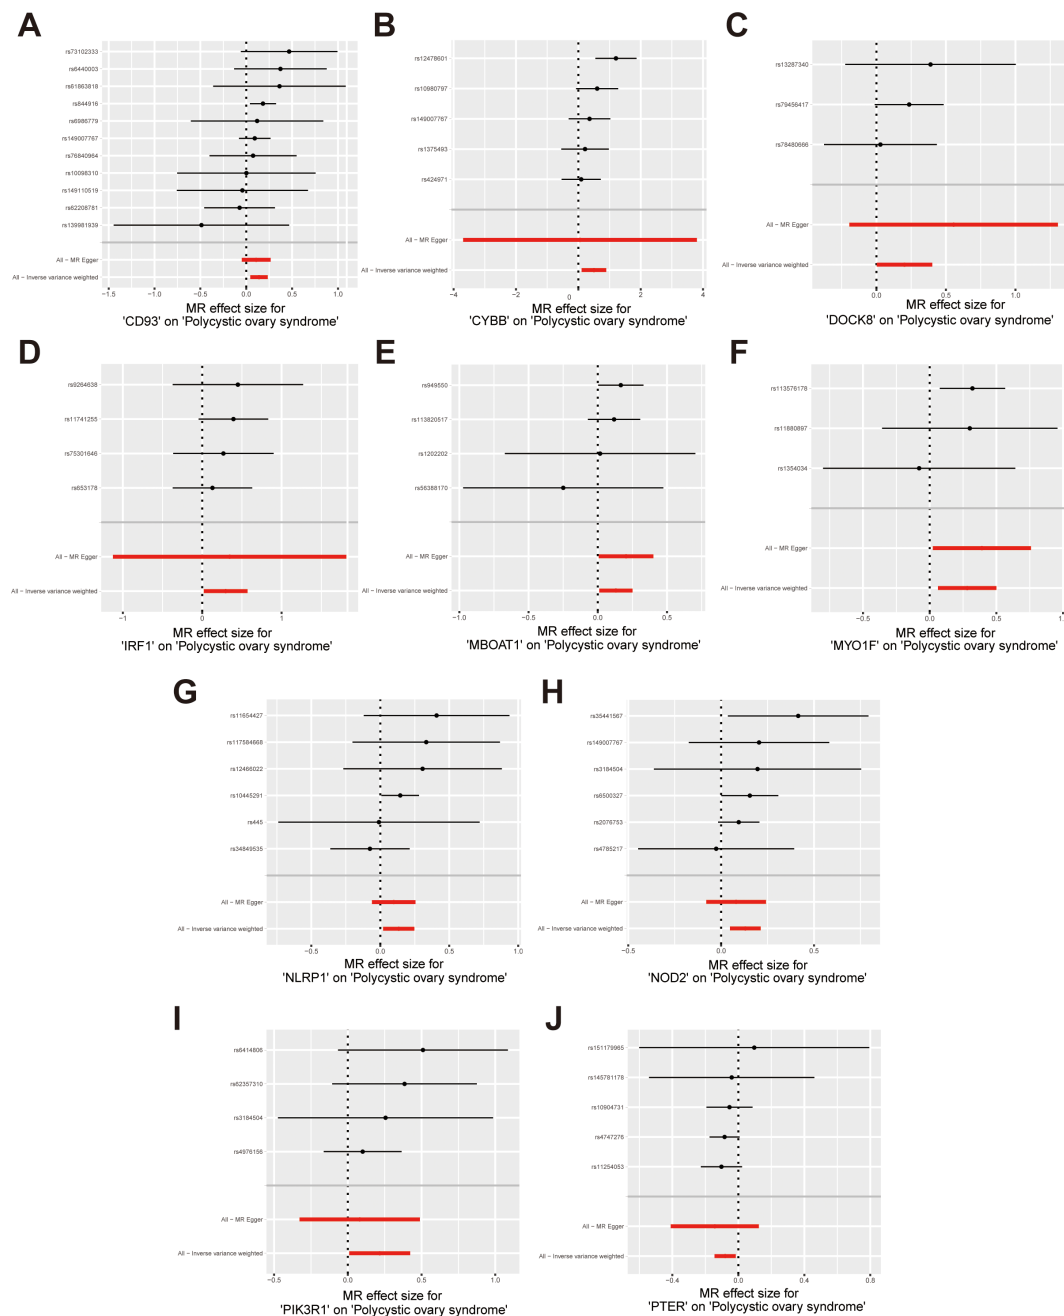 A
rs73102333
rs6440003
rs61863818
rs844916
rs6986779
rs149007767
rs76840964
rs10098310
rs149110519
rs62208781
rs139981939
All − MR Egger
All − Inverse variance weighted
−1.5 −1.0 −0.5 0.0 0.5 1.0
MR effect size for
'CD93' on 'Polycystic ovary syndrome'
B
rs12478601
rs10980797
rs149007767
rs1375493
rs424971
All − MR Egger
All − Inverse variance weighted
−4 −2 0 2 4
MR effect size for
'CYBB' on 'Polycystic ovary syndrome'
C
rs13287340
rs79456417
rs78480666
All − MR Egger
All − Inverse variance weighted
0.0 0.5 1.0
MR effect size for
'DOCK8' on 'Polycystic ovary syndrome'
D
rs9264638
rs11741255
rs75301646
rs653178
All − MR Egger
All − Inverse variance weighted
−1 0 1
MR effect size for
'IRF1' on 'Polycystic ovary syndrome'
E
rs949550
rs113820517
rs1202202
rs56388170
All − MR Egger
All − Inverse variance weighted
−1.0 −0.5 0.0 0.5
MR effect size for
'MBOAT1' on 'Polycystic ovary syndrome'
F
rs113576178
rs11880897
rs1354034
All − MR Egger
All − Inverse variance weighted
−0.5 0.0 0.5 1.0
MR effect size for
'MYO1F' on 'Polycystic ovary syndrome'
G
rs11654427
rs117584668
rs12466022
rs10445291
rs445
rs34849535
All − MR Egger
All − Inverse variance weighted
−0.5 0.0 0.5 1.0
MR effect size for
'NLRP1' on 'Polycystic ovary syndrome'
H
rs35441567
rs149007767
rs3184504
rs6500327
rs2076753
rs4785217
All − MR Egger
All − Inverse variance weighted
−0.5 0.0 0.5
MR effect size for
'NOD2' on 'Polycystic ovary syndrome'
I
rs6414806
rs62357310
rs3184504
rs4976156
All − MR Egger
All − Inverse variance weighted
−0.5 0.0 0.5 1.0
MR effect size for
'PIK3R1' on 'Polycystic ovary syndrome'
J
rs151179965
rs145781178
rs10904731
rs4747276
rs11254053
All − MR Egger
All − Inverse variance weighted
−0.4 0.0 0.4 0.8
MR effect size for
'PTER' on 'Polycystic ovary syndrome'